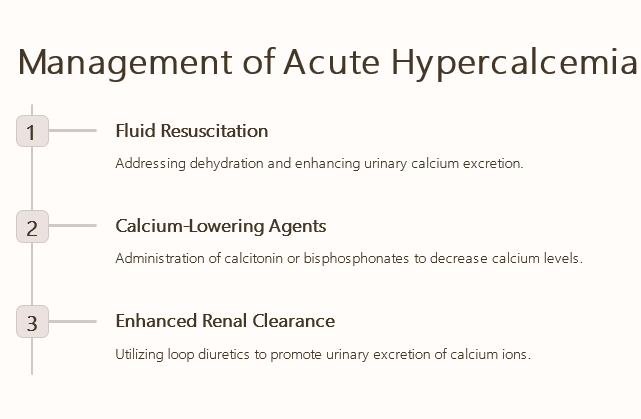 Management of Acute Hypercalcemia
1
Fluid Resuscitation
Addressing dehydration and enhancing urinary calcium excretion.
2
Calcium-Lowering Agents
Administration of calcitonin or bisphosphonates to decrease calcium levels.
3
Enhanced Renal Clearance
Utilizing loop diuretics to promote urinary excretion of calcium ions.